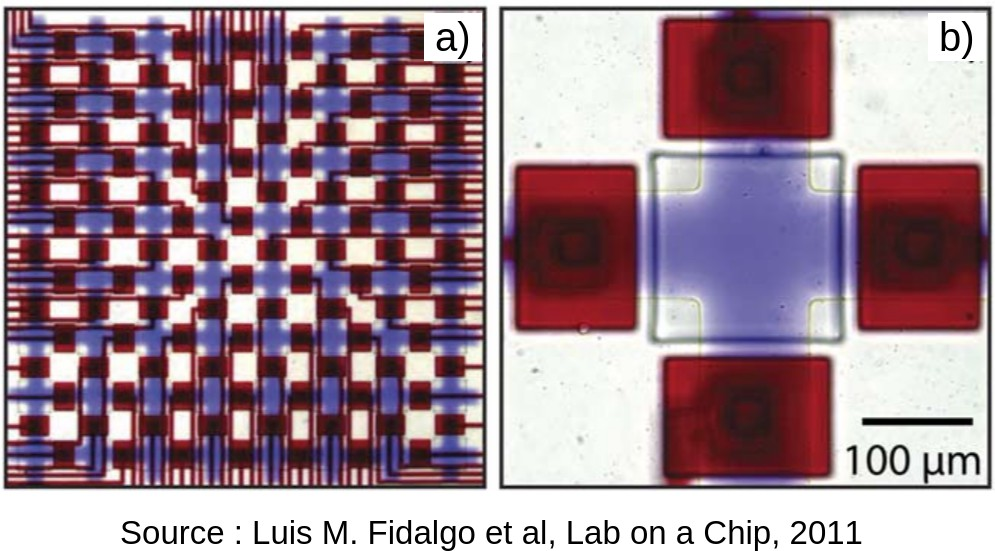 a)
b)
100 µm
Source : Luis M. Fidalgo et al, Lab on a Chip, 2011